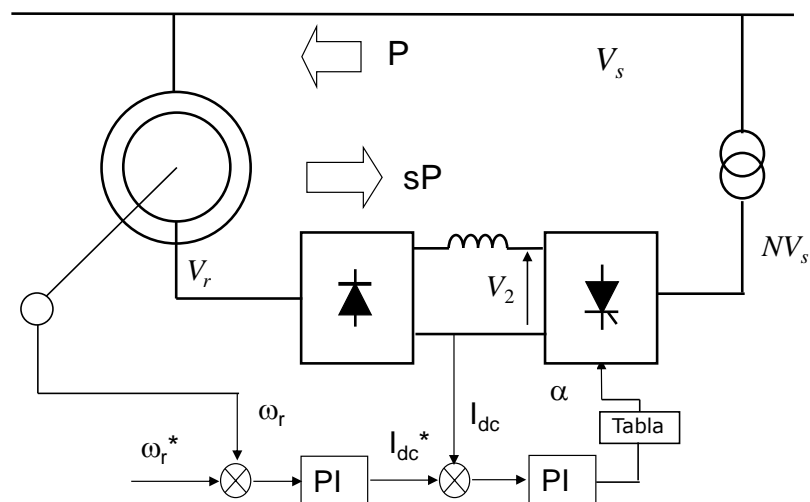 P
V_s
sP
V_r
V_2
NV_s
α
Tabla
ω_r
I_dc
ω_r*
PI
I_dc*
PI